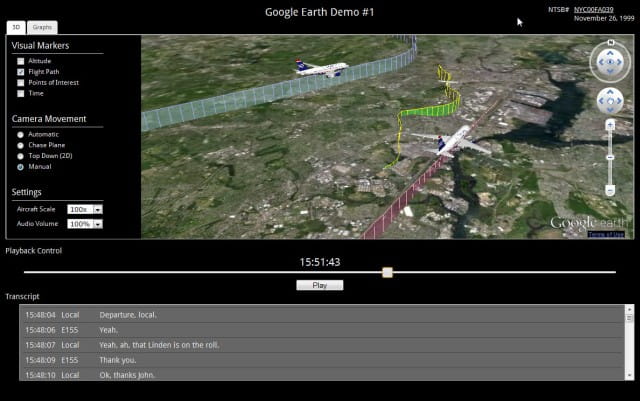 Google Earth Demo #1
NTSB# NYC00FA039
November 26, 1999
3D Graphs
Visual Markers
Altitude
Flight Path
Points of Interest
Time
Camera Movement
Automatic
Chase Plane
Top Down (2D)
Manual
Settings
Aircraft Scale 100x
Audio Volume 100%
Google earth
Terms of Use
Playback Control
15:51:43
Play
Transcript
15:48:04 Local Departure, local.
15:48:06 E155 Yeah.
15:48:07 Local Yeah, ah, that Linden is on the roll.
15:48:09 E155 Thank you.
15:48:10 Local Ok, thanks John.